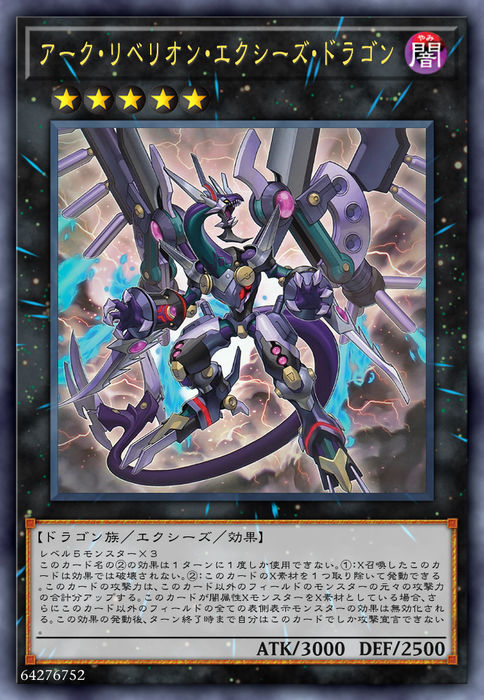 アーク・リベリオン・エクシーズ・ドラゴン
やみ
闇
【ドラゴン族／エクシーズ／効果】
レベル５モンスター×３
このカード名の②の効果は１ターンに１度しか使用できない。①：X召喚したこのカ
ードは効果では破壊されない。②：このカードのX素材を１つ取り除いて発動できる
。このカードの攻撃力は、このカード以外のフィールドのモンスターの元々の攻撃力
の合計分アップする。このカードが闇属性XモンスターをX素材としている場合、さ
らにこのカード以外のフィールドの全ての表側表示モンスターの効果は無効化され
る。この効果の発動後、ターン終了時まで自分はこのカードでしか攻撃宣言できない
。
ATK/3000 DEF/2500
64276752